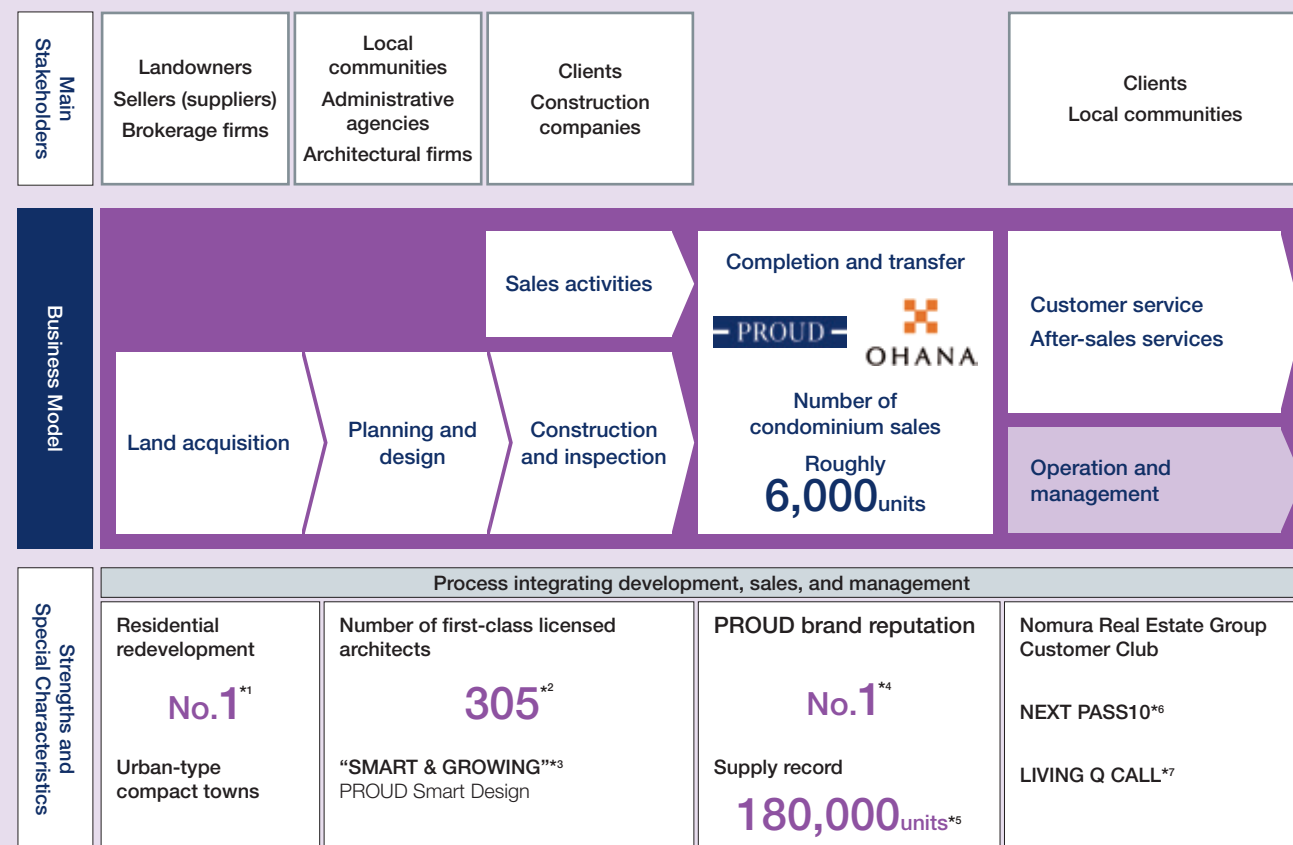 Main
Stakeholders
Landowners
Sellers (suppliers)
Brokerage firms
Local
communities
Administrative
agencies
Architectural firms
Clients
Construction
companies
Clients
Local communities
Business Model
Land acquisition
Planning and
design
Sales activities
Construction
and inspection
Completion and transfer
PROUD
OHANA
Number of
condominium sales
Roughly
6,000units
Customer service
After-sales services
Operation and
management
Strengths and
Special Characteristics
Process integrating development, sales, and management
Residential
redevelopment
No.1*1
Urban-type
compact towns
Number of first-class licensed
architects
305*2
“SMART & GROWING”*3
PROUD Smart Design
PROUD brand reputation
No.1*4
Supply record
180,000units*5
Nomura Real Estate Group
Customer Club
NEXT PASS10*6
LIVING Q CALL*7